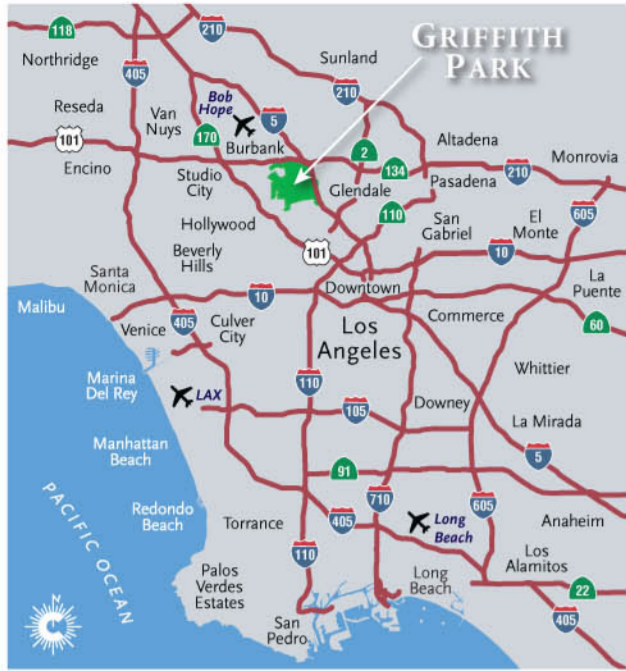 118
210
GRIFFITH
PARK
Northridge
405
Sunland
Bob
Hope
5
210
Reseda
Van
Nuys
170
Burbank
2
Altadena
101
134
Monrovia
Encino
Studio
City
Glendale
Pasadena
210
110
605
Hollywood
San
Gabriel
El
Monte
Beverly
Hills
101
10
Santa
Monica
10
Downtown
La
Puente
Malibu
Venice
405
Culver
City
Los
Angeles
Commerce
60
Marina
Del Rey
LAX
110
105
Downey
Whittier
La Mirada
Manhattan
Beach
91
5
PACIFIC OCEAN
Redondo
Beach
Torrance
405
710
Long
Beach
605
Anaheim
110
Los
Alamitos
Palos
Verdes
Estates
Long
Beach
22
San
Pedro
405
N
C